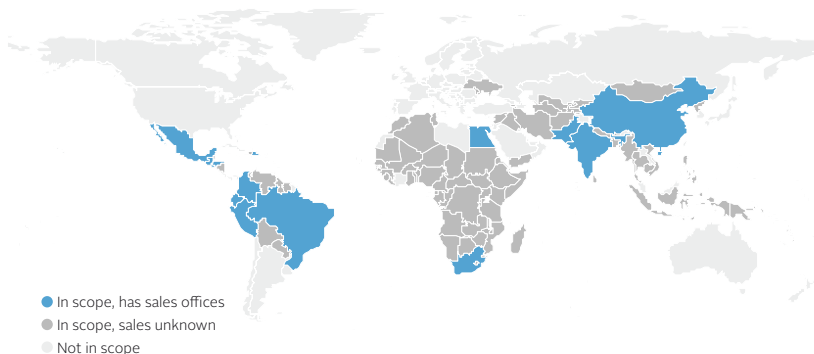 In scope, has sales offices
In scope, sales unknown
Not in scope